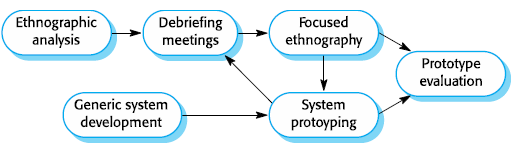 Ethnographic
analysis
Debriefing
meetings
Focused
ethnography
Prototype
evaluation
Generic system
development
System
protoyping